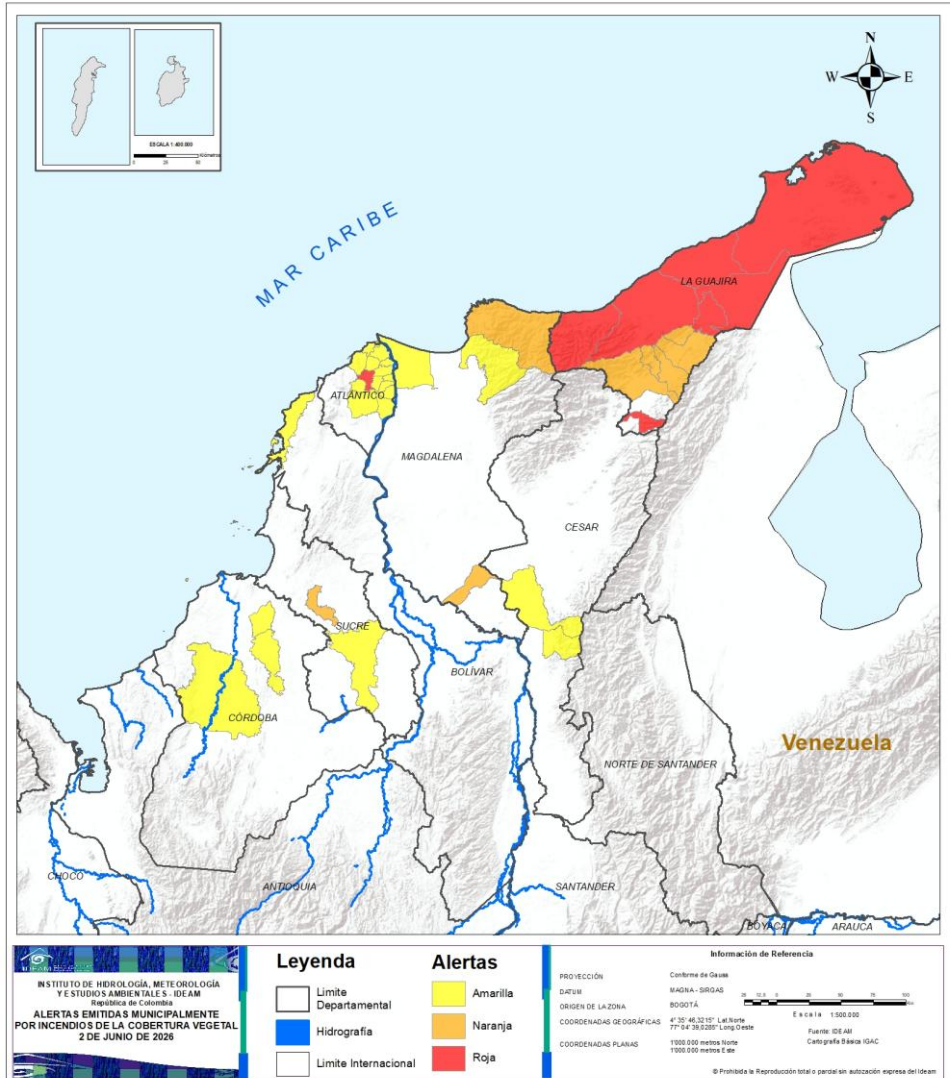 N
W E
S
ESCALA 1:400.000
Kilómetros
MAR CARIBE
LA GUAJIRA
ATLÁNTICO
MAGDALENA
CESAR
SUCRE
BOLÍVAR
CÓRDOBA
Venezuela
NORTE DE SANTANDER
CHOCÓ
ANTIOQUIA
SANTANDER
BOYACÁ
ARAUCA
IDEAM
INSTITUTO DE HIDROLOGÍA, METEOROLOGÍA
Y ESTUDIOS AMBIENTALES - IDEAM
República de Colombia
ALERTAS EMITIDAS MUNICIPALMENTE
POR INCENDIOS DE LA COBERTURA VEGETAL
2 DE JUNIO DE 2026
Leyenda
Limite
Departamental
Hidrografía
Limite Internacional
Alertas
Amarilla
Naranja
Roja
Información de Referencia
PROYECCIÓN Conforme de Gauss
DATUM MAGNA - SIRGAS
ORIGEN DE LA ZONA BOGOTÁ
COORDENADAS GEOGRÁFICAS 4° 35' 46,3215'' Lat.Norte
77° 04' 39,0285'' Long.Oeste
COORDENADAS PLANAS 1'000.000 metros Norte
1'000.000 metros Este
Escala 1:500.000
Fuente: IDEAM
Cartografía Básica IGAC
© Prohibida la Reproducción total o parcial sin autozación expresa del Ideam